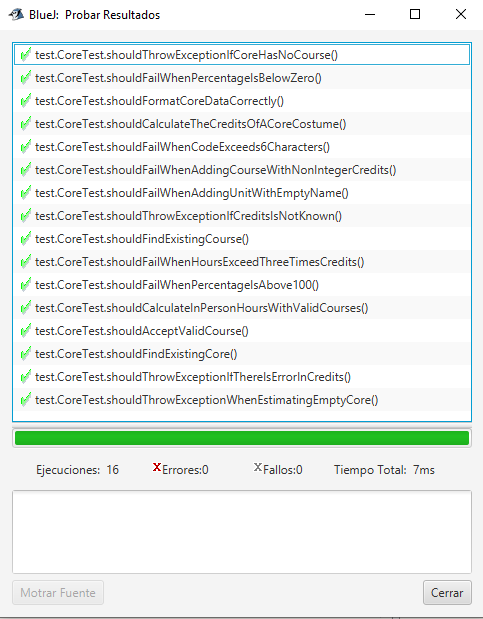 BlueJ:  Probar Resultados
test.CoreTest.shouldThrowExceptionIfCoreHasNoCourse()
test.CoreTest.shouldFailWhenPercentageIsBelowZero()
test.CoreTest.shouldFormatCoreDataCorrectly()
test.CoreTest.shouldCalculateTheCreditsOfACoreCostume()
test.CoreTest.shouldFailWhenCodeExceeds6Characters()
test.CoreTest.shouldFailWhenAddingCourseWithNonIntegerCredits()
test.CoreTest.shouldFailWhenAddingUnitWithEmptyName()
test.CoreTest.shouldThrowExceptionIfCreditsIsNotKnown()
test.CoreTest.shouldFindExistingCourse()
test.CoreTest.shouldFailWhenHoursExceedThreeTimesCredits()
test.CoreTest.shouldFailWhenPercentageIsAbove100()
test.CoreTest.shouldCalculateInPersonHoursWithValidCourses()
test.CoreTest.shouldAcceptValidCourse()
test.CoreTest.shouldFindExistingCore()
test.CoreTest.shouldThrowExceptionIfThereIsErrorInCredits()
test.CoreTest.shouldThrowExceptionWhenEstimatingEmptyCore()
Ejecuciones: 16 Errores:0 Fallos:0 Tiempo Total: 7ms
Motrar Fuente Cerrar